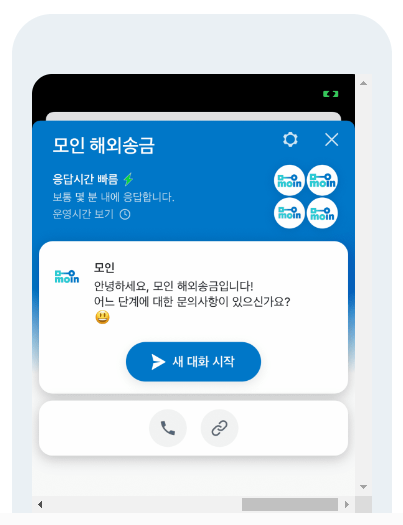 모인 해외송금
응답시간 빠름
보통 몇 분 내에 응답합니다.
운영시간 보기
moin moin
moin moin
moin
모인
안녕하세요, 모인 해외송금입니다!
어느 단계에 대한 문의사항이 있으신가요?
새 대화 시작